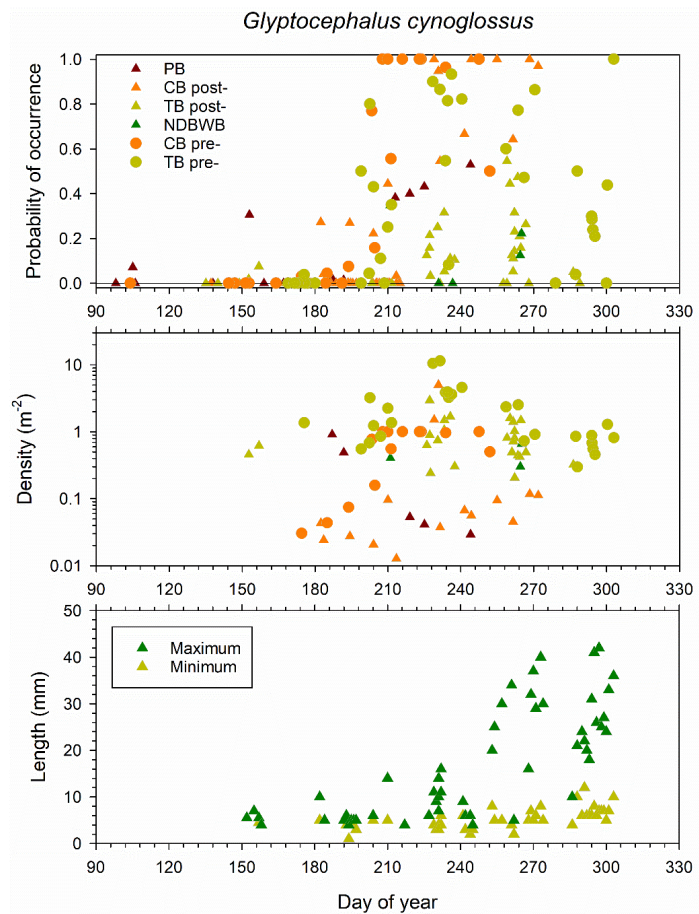 Glyptocephalus cynoglossus
Probability of occurrence
1.0
0.8
0.6
0.4
0.2
0.0
PB
CB post-
TB post-
NDBWB
CB pre-
TB pre-
90 120 150 180 210 240 270 300 330
Density (m-2)
10
1
0.1
0.01
90 120 150 180 210 240 270 300 330
Length (mm)
50
40
30
20
10
0
Maximum
Minimum
90 120 150 180 210 240 270 300 330
Day of year